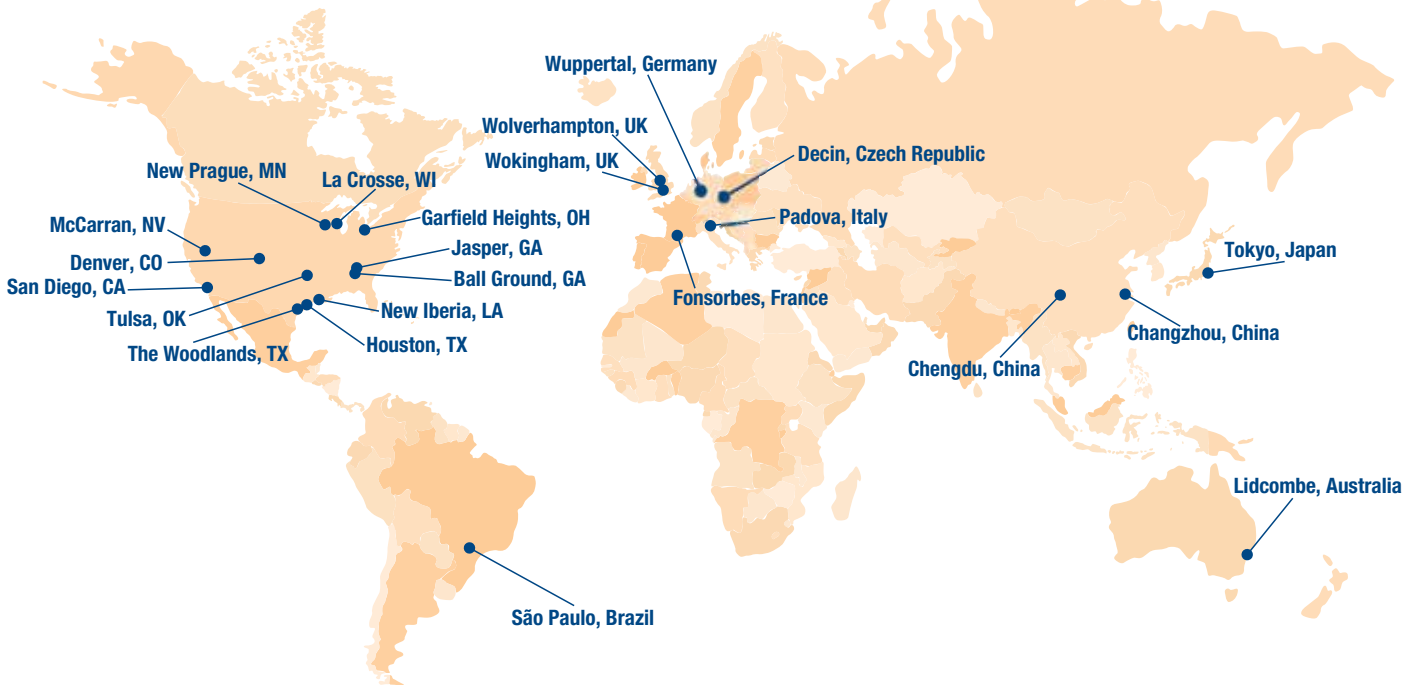 Wuppertal, Germany
Wolverhampton, UK
Wokingham, UK
Decin, Czech Republic
New Prague, MN
La Crosse, WI
Garfield Heights, OH
McCarran, NV
Padova, Italy
Jasper, GA
Denver, CO
Ball Ground, GA
Tokyo, Japan
San Diego, CA
Fonsorbes, France
New Iberia, LA
Tulsa, OK
Changzhou, China
Houston, TX
The Woodlands, TX
Chengdu, China
Lidcombe, Australia
São Paulo, Brazil